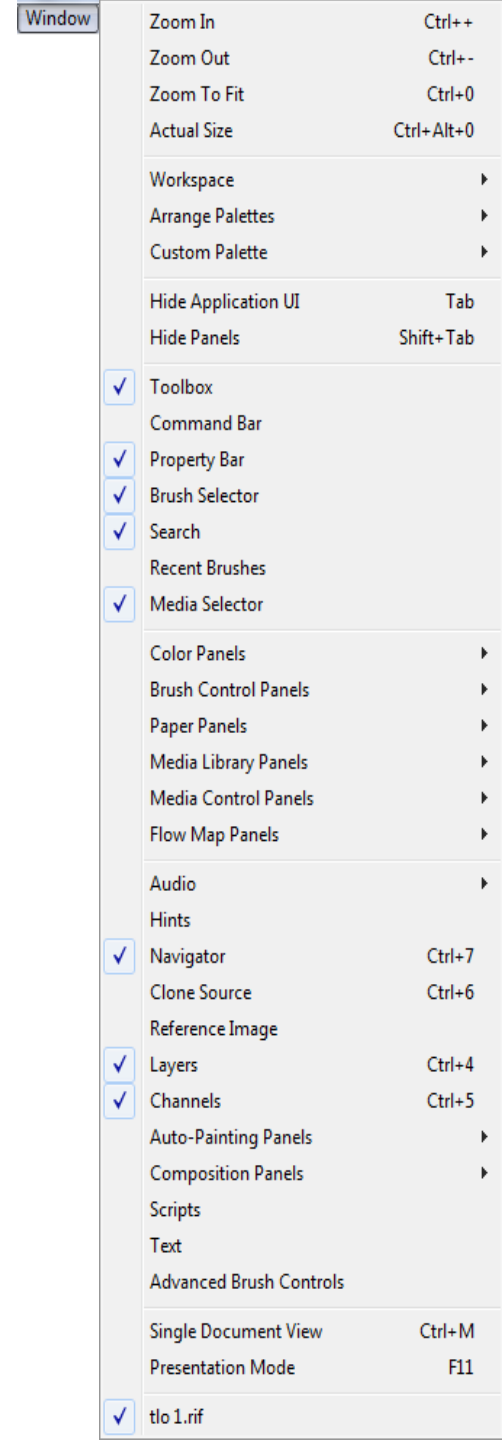 Window
Zoom In Ctrl++
Zoom Out Ctrl+-
Zoom To Fit Ctrl+0
Actual Size Ctrl+Alt+0
Workspace
Arrange Palettes
Custom Palette
Hide Application UI Tab
Hide Panels Shift+Tab
Toolbox
Command Bar
Property Bar
Brush Selector
Search
Recent Brushes
Media Selector
Color Panels
Brush Control Panels
Paper Panels
Media Library Panels
Media Control Panels
Flow Map Panels
Audio
Hints
Navigator Ctrl+7
Clone Source Ctrl+6
Reference Image
Layers Ctrl+4
Channels Ctrl+5
Auto-Painting Panels
Composition Panels
Scripts
Text
Advanced Brush Controls
Single Document View Ctrl+M
Presentation Mode F11
tlo 1.rif